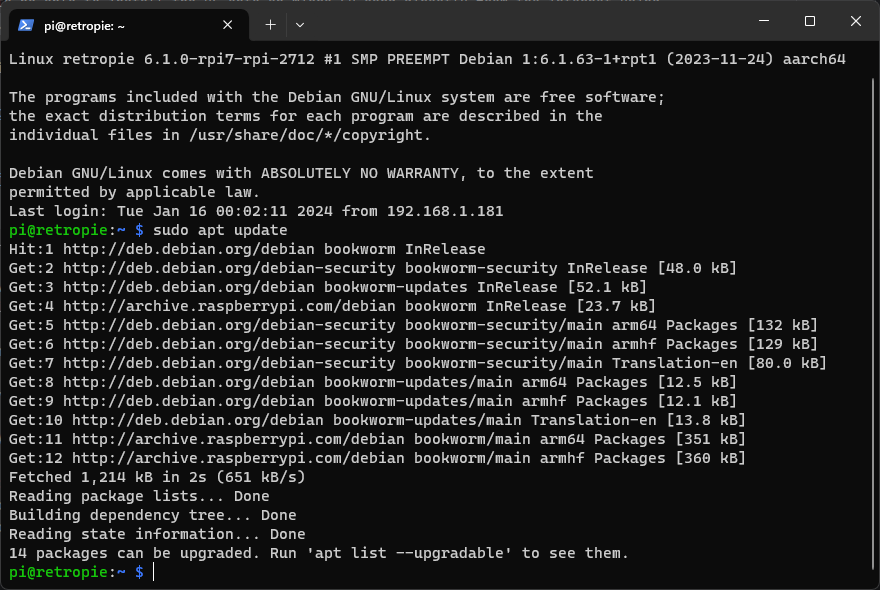 pi@retropie: ~
Linux retropie 6.1.0-rpi7-rpi-2712 #1 SMP PREEMPT Debian 1:6.1.63-1+rpt1 (2023-11-24) aarch64
The programs included with the Debian GNU/Linux system are free software;
the exact distribution terms for each program are described in the
individual files in /usr/share/doc/*/copyright.
Debian GNU/Linux comes with ABSOLUTELY NO WARRANTY, to the extent
permitted by applicable law.
Last login: Tue Jan 16 00:02:11 2024 from 192.168.1.181
pi@retropie:~ $ sudo apt update
Hit:1 http://deb.debian.org/debian bookworm InRelease
Get:2 http://deb.debian.org/debian-security bookworm-security InRelease [48.0 kB]
Get:3 http://deb.debian.org/debian bookworm-updates InRelease [52.1 kB]
Get:4 http://archive.raspberrypi.com/debian bookworm InRelease [23.7 kB]
Get:5 http://deb.debian.org/debian-security bookworm-security/main arm64 Packages [132 kB]
Get:6 http://deb.debian.org/debian-security bookworm-security/main armhf Packages [129 kB]
Get:7 http://deb.debian.org/debian-security bookworm-security/main Translation-en [80.0 kB]
Get:8 http://deb.debian.org/debian bookworm-updates/main arm64 Packages [12.5 kB]
Get:9 http://deb.debian.org/debian bookworm-updates/main armhf Packages [12.1 kB]
Get:10 http://deb.debian.org/debian bookworm-updates/main Translation-en [13.8 kB]
Get:11 http://archive.raspberrypi.com/debian bookworm/main arm64 Packages [351 kB]
Get:12 http://archive.raspberrypi.com/debian bookworm/main armhf Packages [360 kB]
Fetched 1,214 kB in 2s (651 kB/s)
Reading package lists... Done
Building dependency tree... Done
Reading state information... Done
14 packages can be upgraded. Run 'apt list --upgradable' to see them.
pi@retropie:~ $